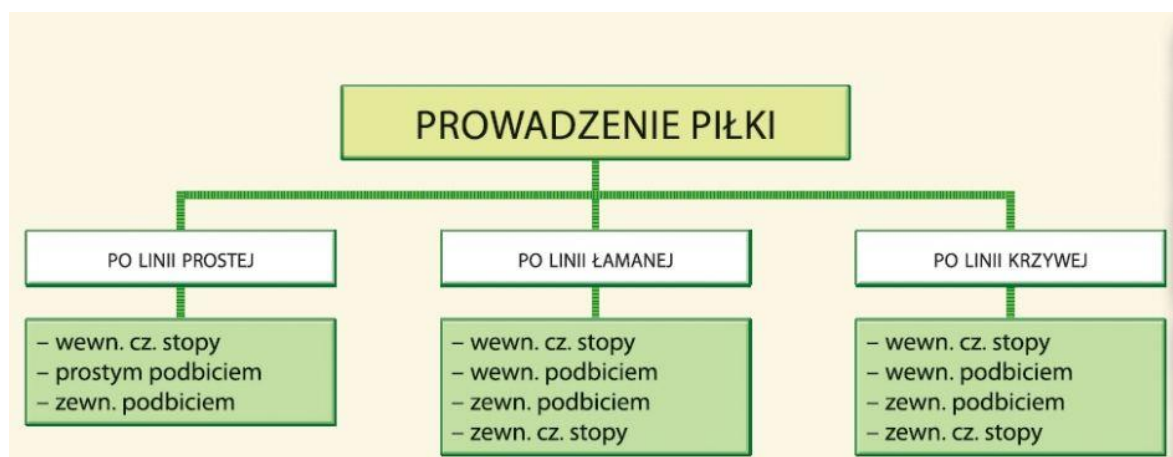 PROWADZENIE PIŁKI
PO LINII PROSTEJ
– wewn. cz. stopy
– prostym podbiciem
– zewn. podbiciem
PO LINII ŁAMANEJ
– wewn. cz. stopy
– wewn. podbiciem
– zewn. podbiciem
– zewn. cz. stopy
PO LINII KRZYWEJ
– wewn. cz. stopy
– wewn. podbiciem
– zewn. podbiciem
– zewn. cz. stopy